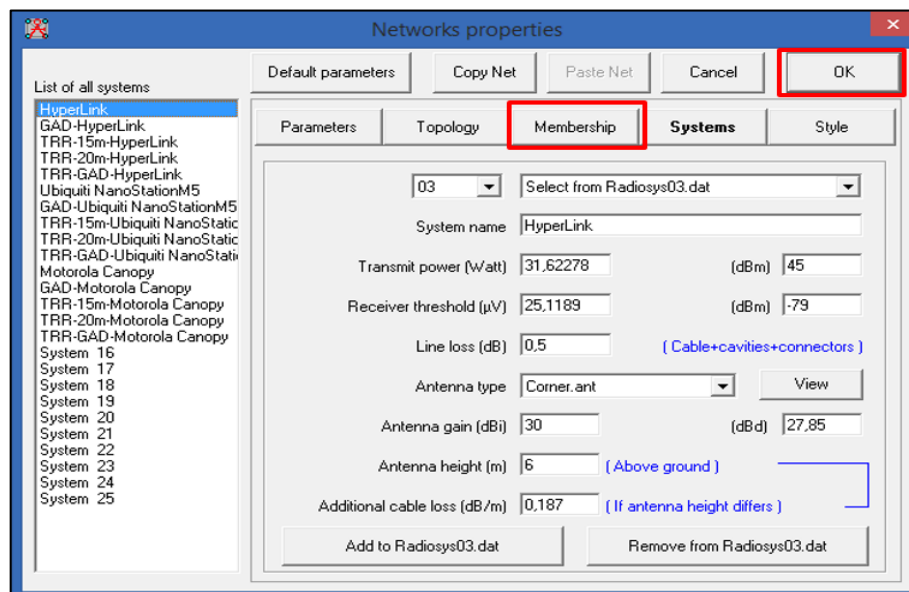 Networks properties
Default parameters
Copy Net
Paste Net
Cancel
OK
List of all systems
HyperLink
GAD-HyperLink
TRR-15m-HyperLink
TRR-20m-HyperLink
TRR-GAD-HyperLink
Ubiquiti NanoStationM5
GAD-Ubiquiti NanoStationM5
TRR-15m-Ubiquiti NanoStatic
TRR-20m-Ubiquiti NanoStatic
TRR-GAD-Ubiquiti NanoStati
Motorola Canopy
GAD-Motorola Canopy
TRR-15m-Motorola Canopy
TRR-20m-Motorola Canopy
TRR-GAD-Motorola Canopy
System 16
System 17
System 18
System 19
System 20
System 21
System 22
System 23
System 24
System 25
Parameters
Topology
Membership
Systems
Style
03 Select from Radiosys03.dat
System name HyperLink
Transmit power (Watt) 31,62278 (dBm) 45
Receiver threshold (µV) 25,1189 (dBm) -79
Line loss (dB) 0,5 ( Cable+cavities+connectors )
Antenna type Corner.ant View
Antenna gain (dBi) 30 (dBd) 27,85
Antenna height (m) 6 ( Above ground )
Additional cable loss (dB/m) 0,187 ( If antenna height differs )
Add to Radiosys03.dat
Remove from Radiosys03.dat